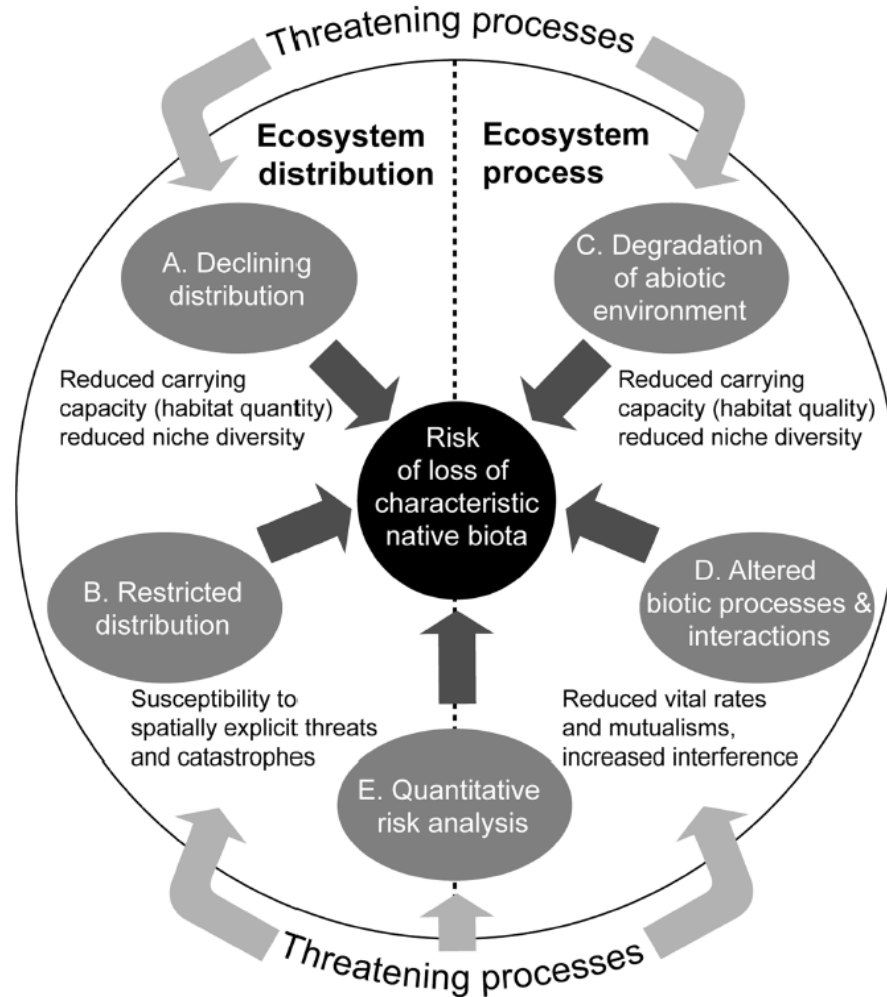 Threatening processes
Ecosystem
distribution
Ecosystem
process
A. Declining
distribution
C. Degradation
of abiotic
environment
Reduced carrying
capacity (habitat quantity)
reduced niche diversity
Reduced carrying
capacity (habitat quality)
reduced niche diversity
Risk
of loss of
characteristic
native biota
B. Restricted
distribution
D. Altered
biotic processes &
interactions
Susceptibility to
spatially explicit threats
and catastrophes
Reduced vital rates
and mutualisms,
increased interference
E. Quantitative
risk analysis
Threatening processes